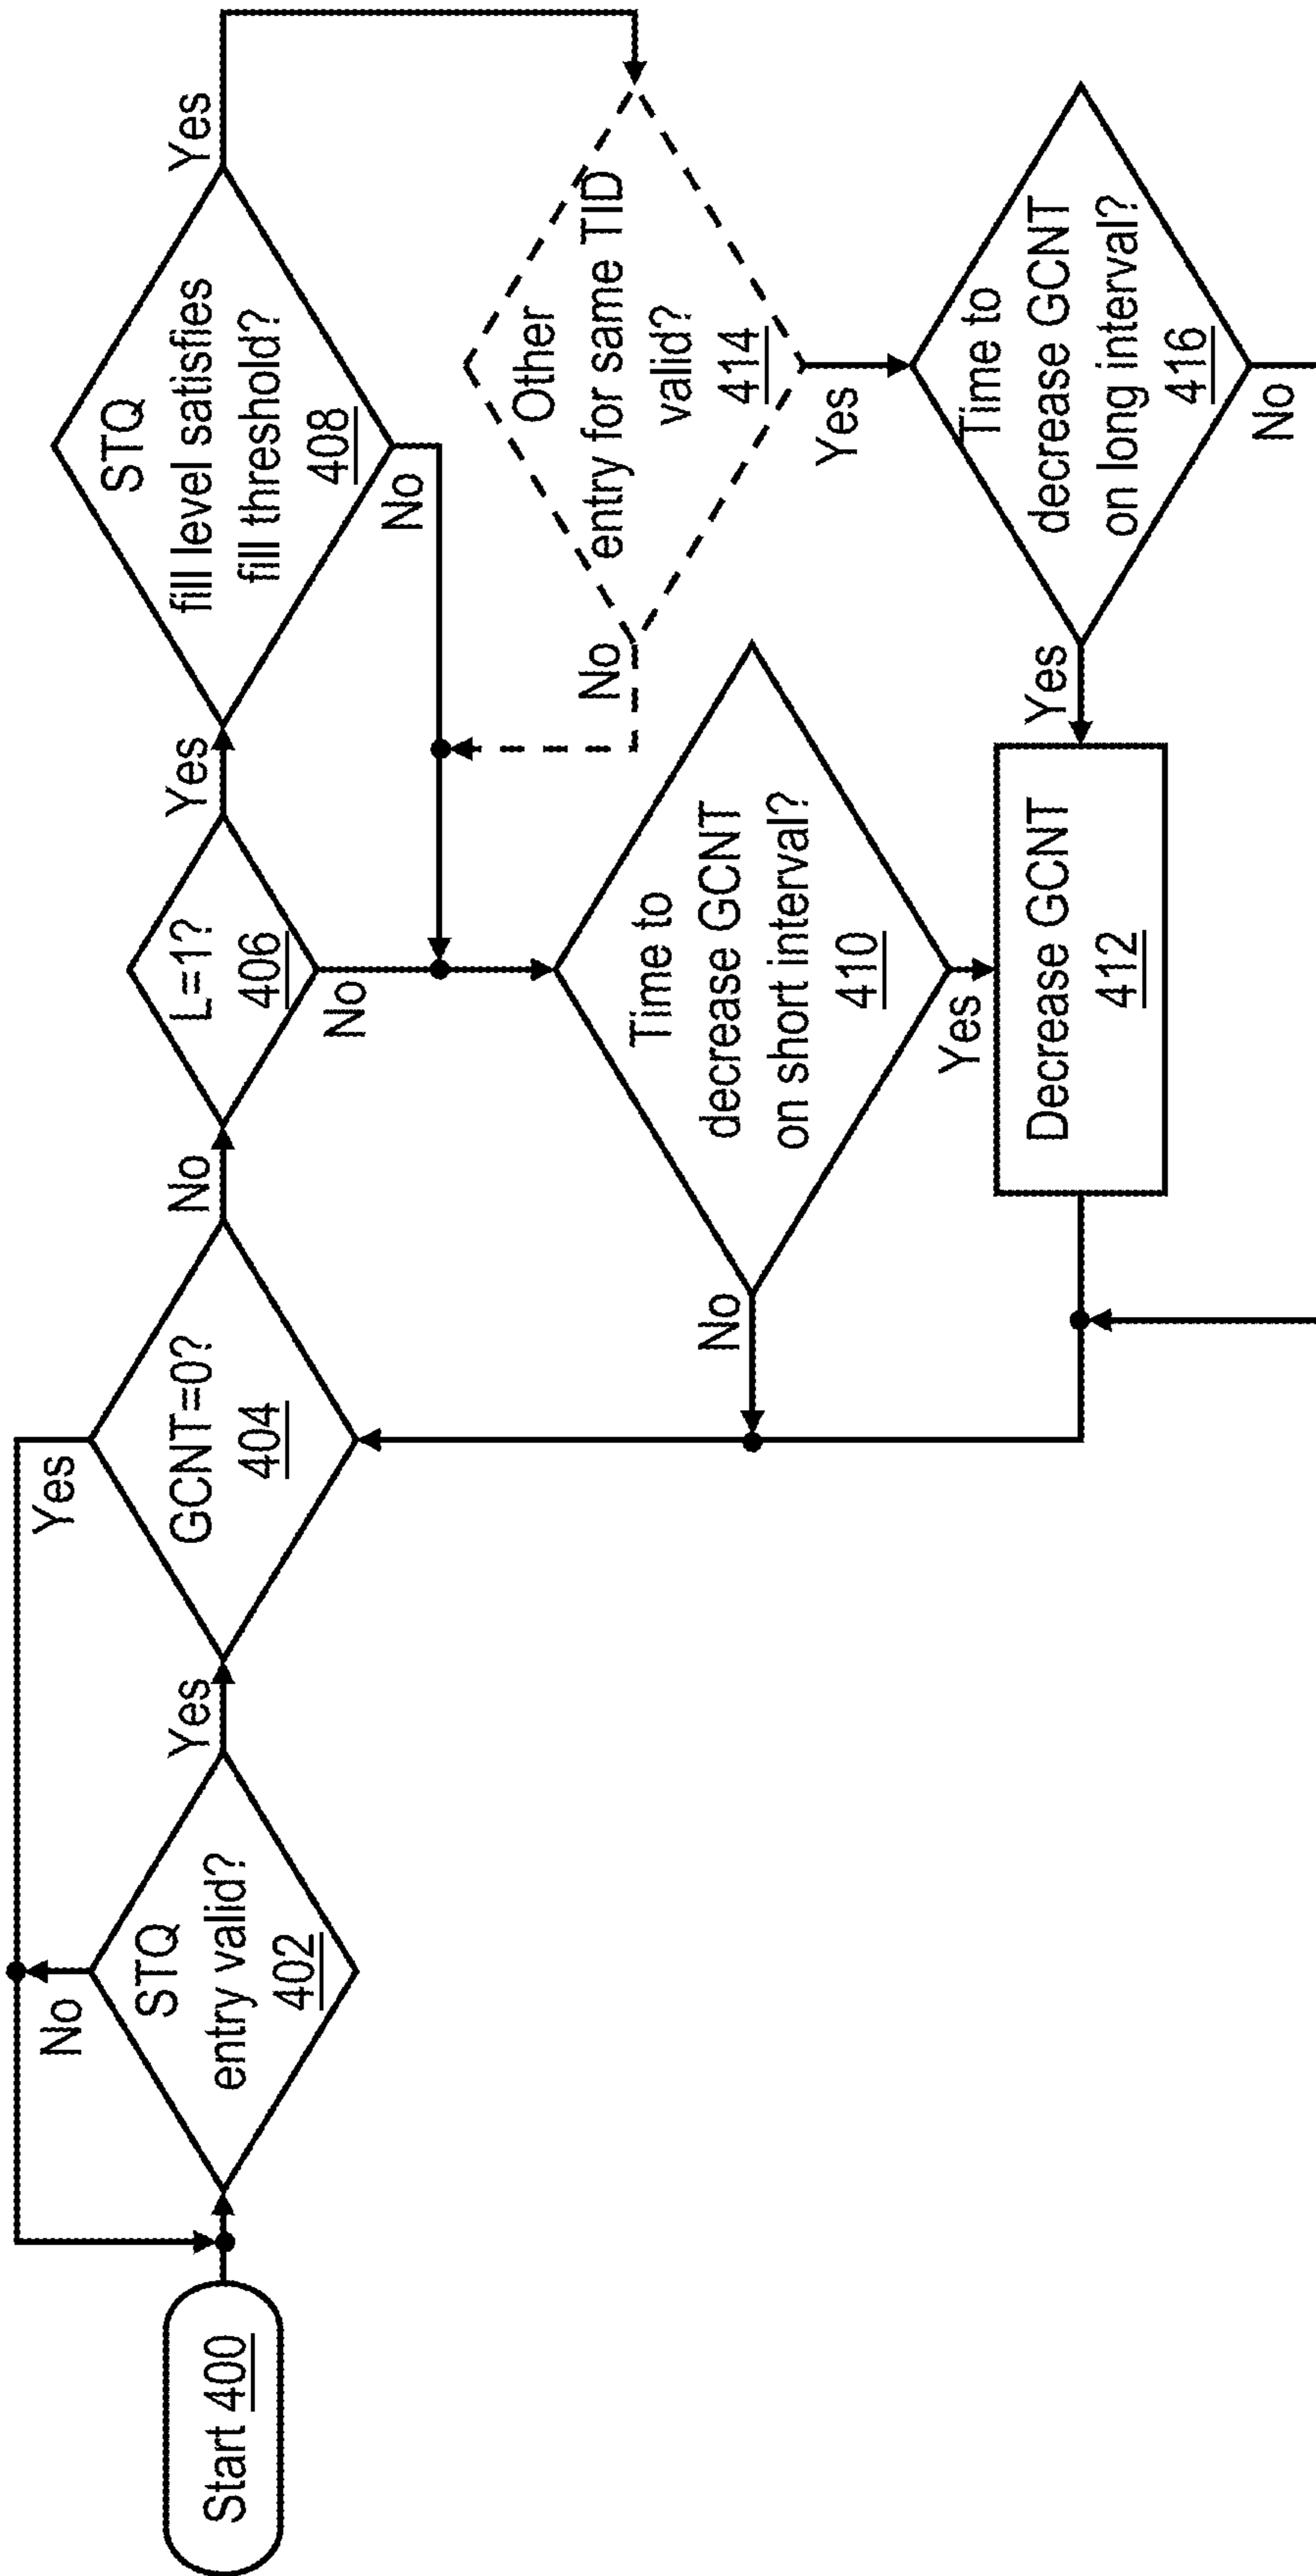 Start 400
STQ
entry valid?
402
No
Yes
GCNT=0?
404
Yes
No
L=1?
406
Yes
No
STQ
fill level satisfies
fill threshold?
408
Yes
No
Other
entry for same TID
valid?
414
No
Yes
Time to
decrease GCNT
on short interval?
410
No
Yes
Time to
decrease GCNT
on long interval?
416
Yes
No
Decrease GCNT
412